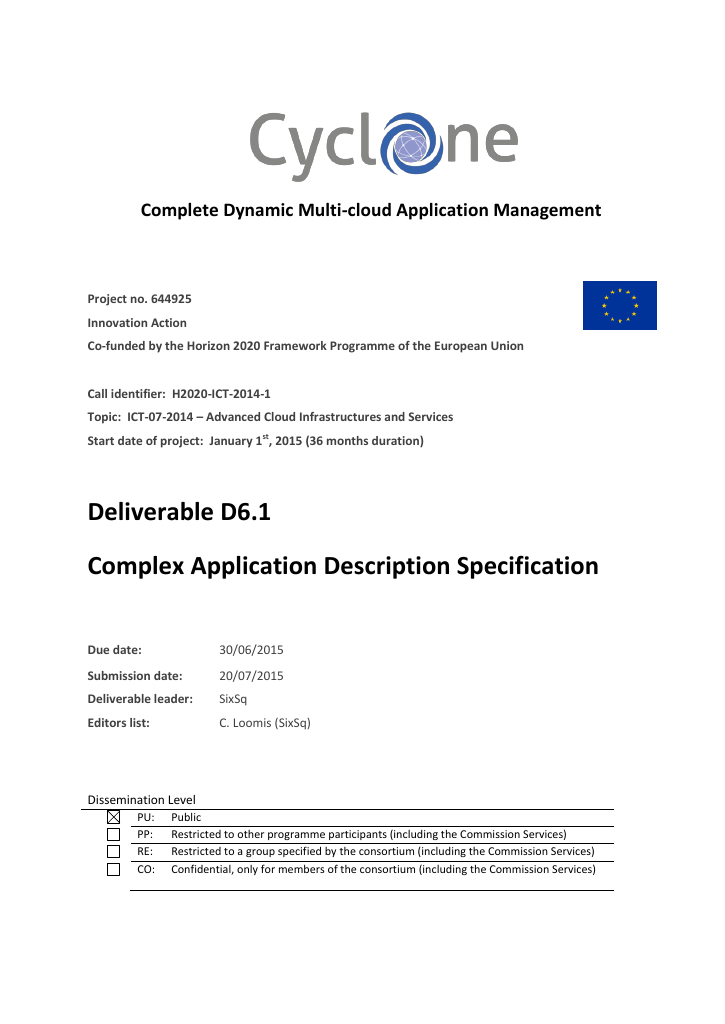 Cyclone
Complete Dynamic Multi-cloud Application Management
Project no. 644925
Innovation Action
Co-funded by the Horizon 2020 Framework Programme of the European Union
Call identifier: H2020-ICT-2014-1
Topic: ICT-07-2014 – Advanced Cloud Infrastructures and Services
Start date of project: January 1st, 2015 (36 months duration)
Deliverable D6.1
Complex Application Description Specification
Due date: 30/06/2015
Submission date: 20/07/2015
Deliverable leader: SixSq
Editors list: C. Loomis (SixSq)
Dissemination Level
☒ PU: Public
☐ PP: Restricted to other programme participants (including the Commission Services)
☐ RE: Restricted to a group specified by the consortium (including the Commission Services)
☐ CO: Confidential, only for members of the consortium (including the Commission Services)